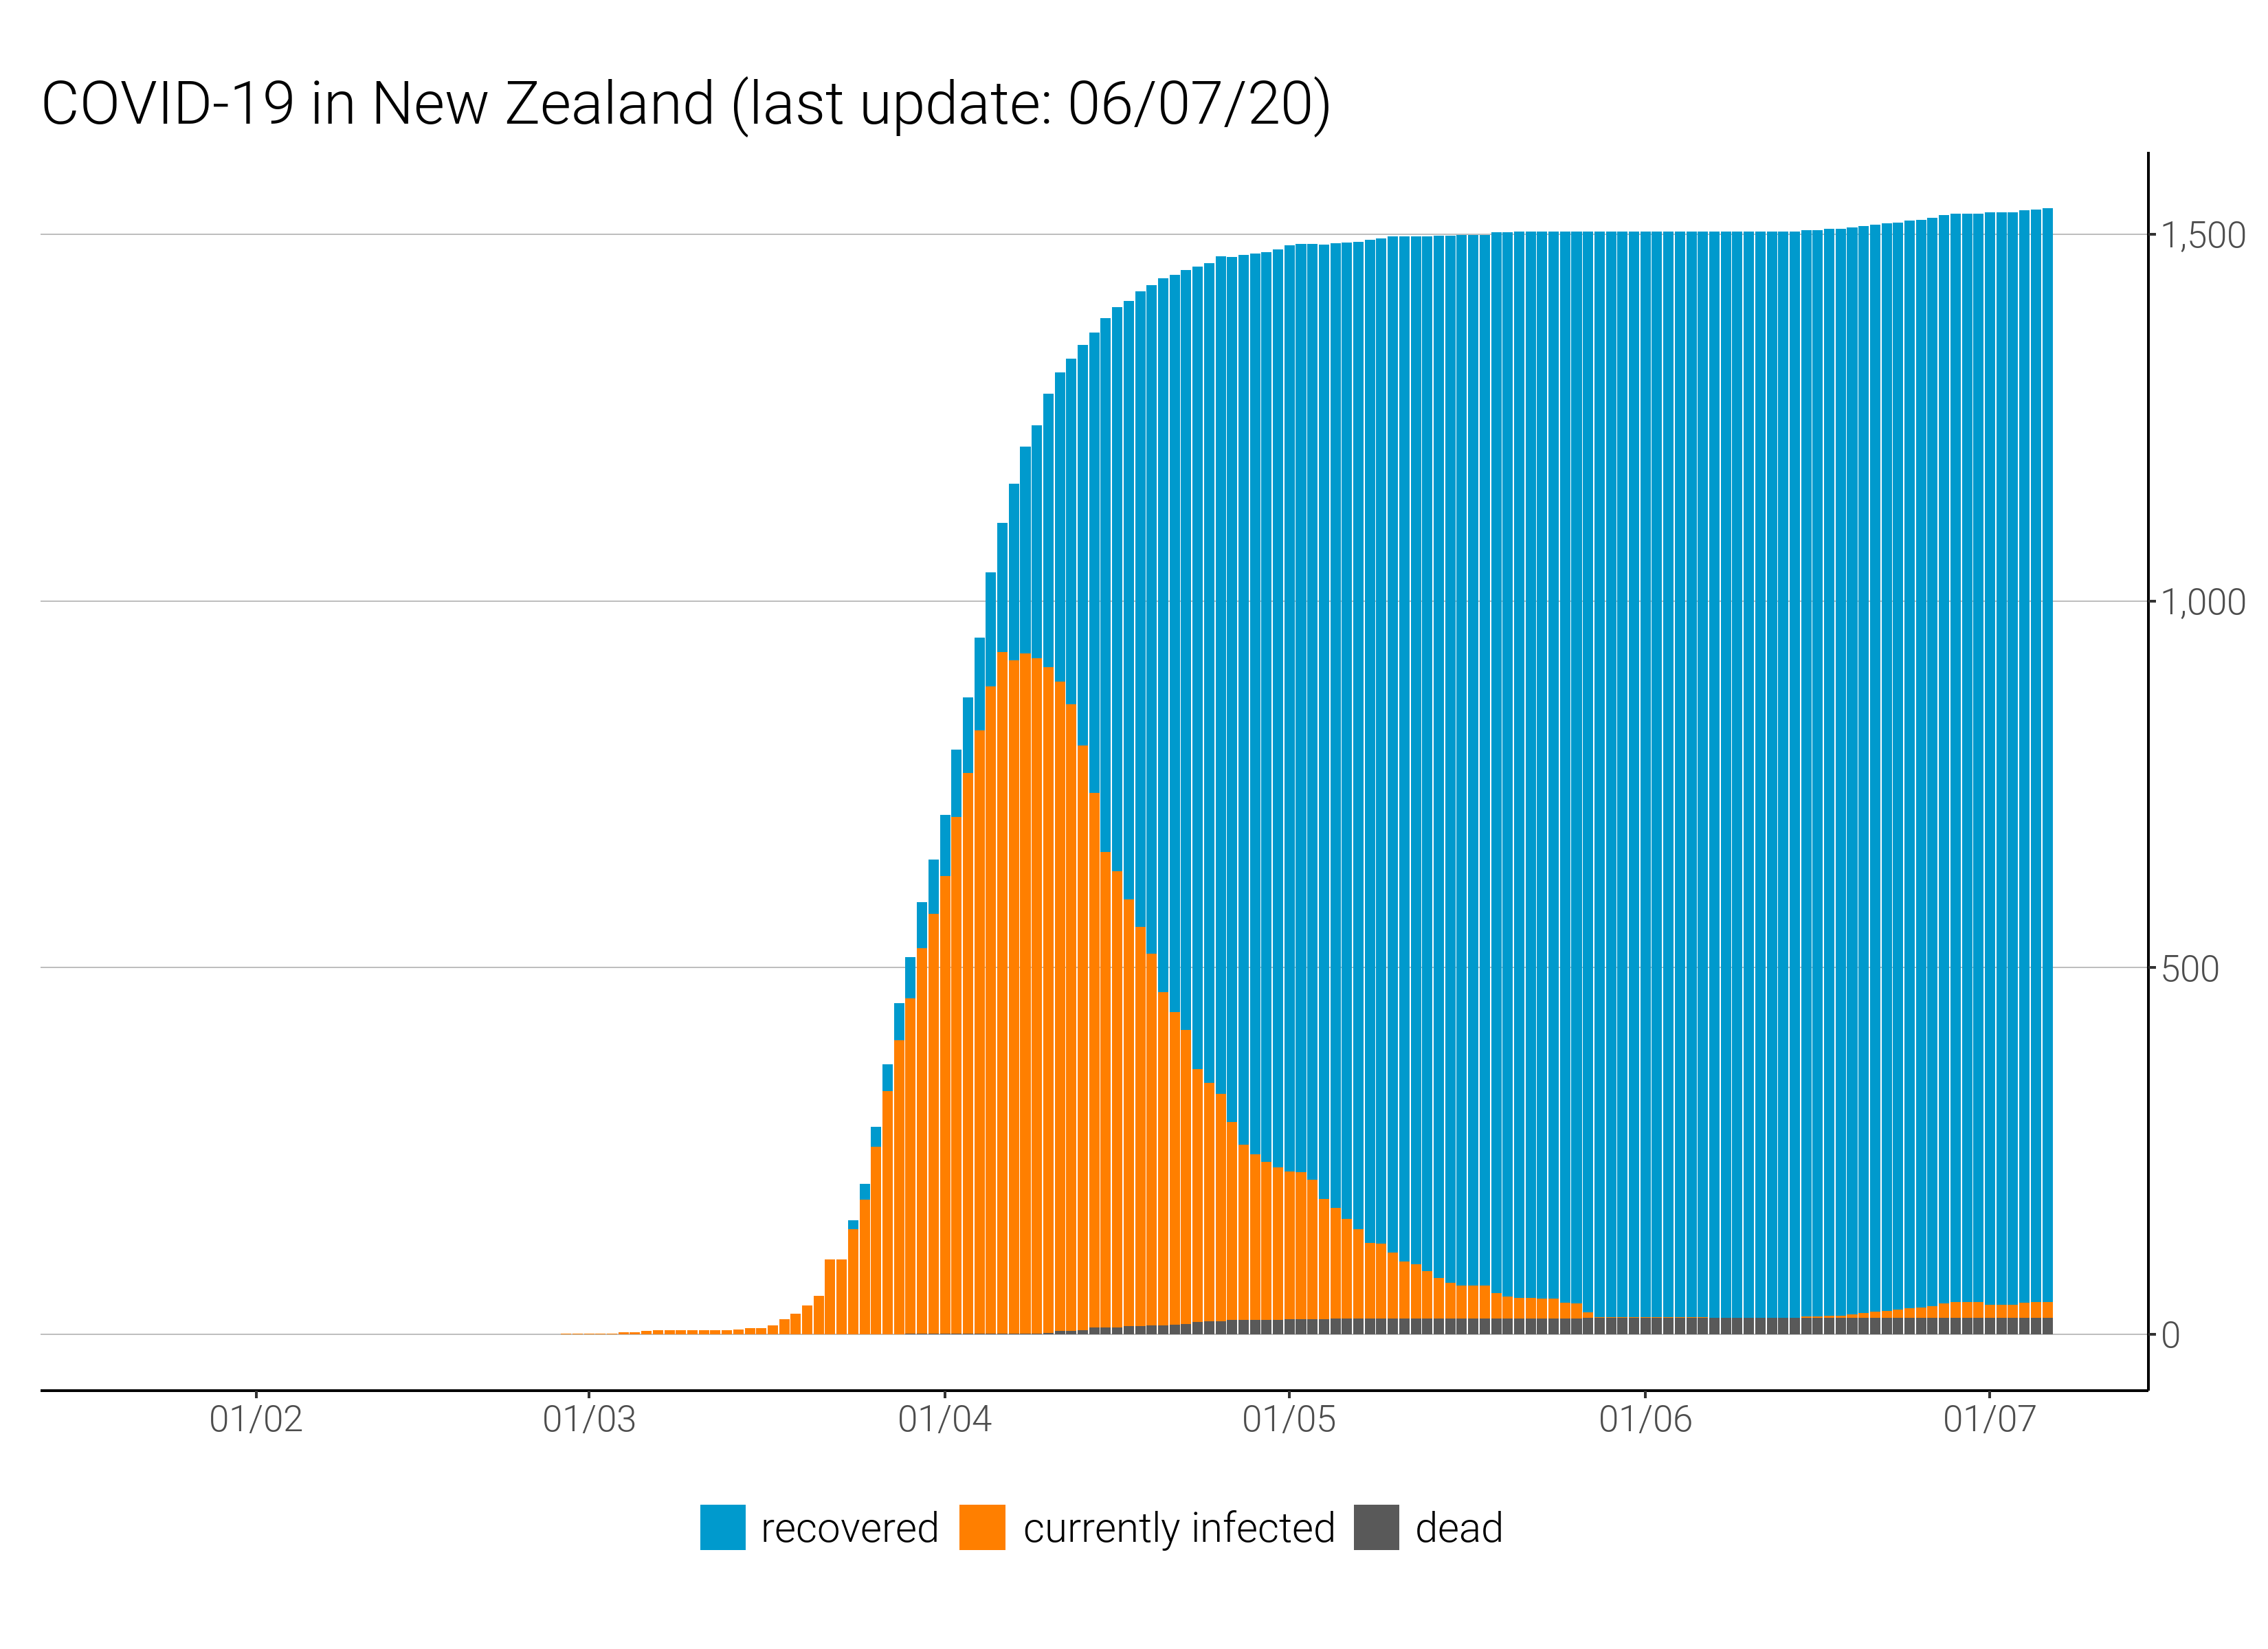 COVID-19 in New Zealand (last update: 06/07/20)
1,500
1,000
500
0
01/02 01/03 01/04 01/05 01/06 01/07
recovered currently infected dead